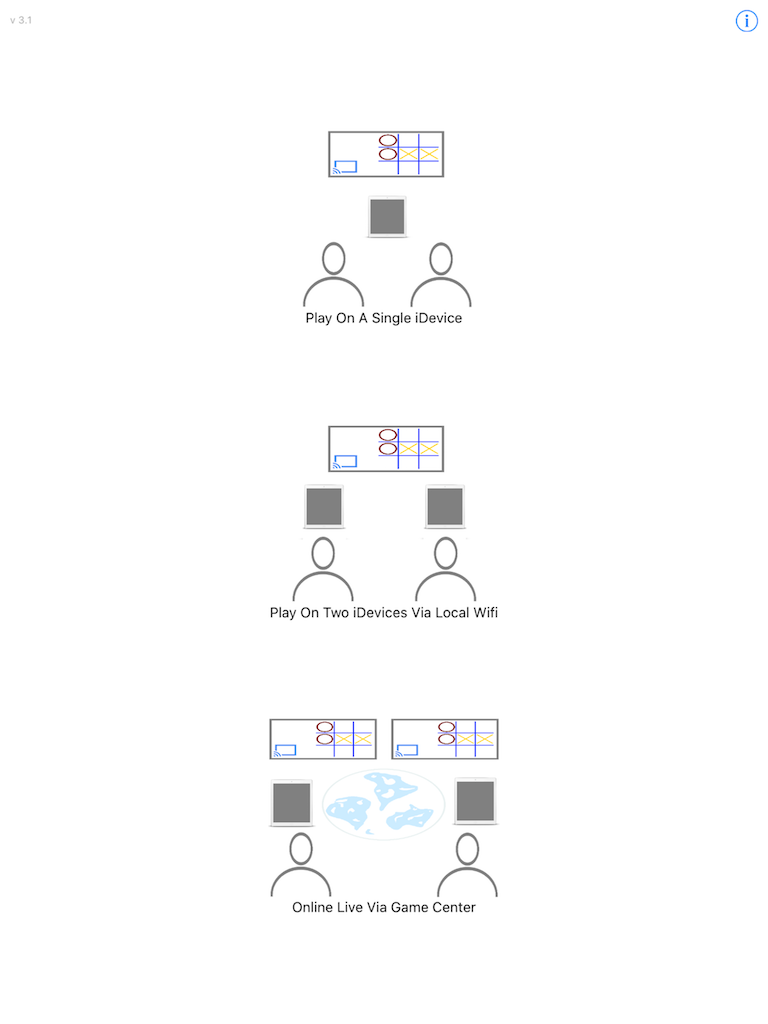 v 3.1
i
Play On A Single iDevice
Play On Two iDevices Via Local Wifi
Online Live Via Game Center